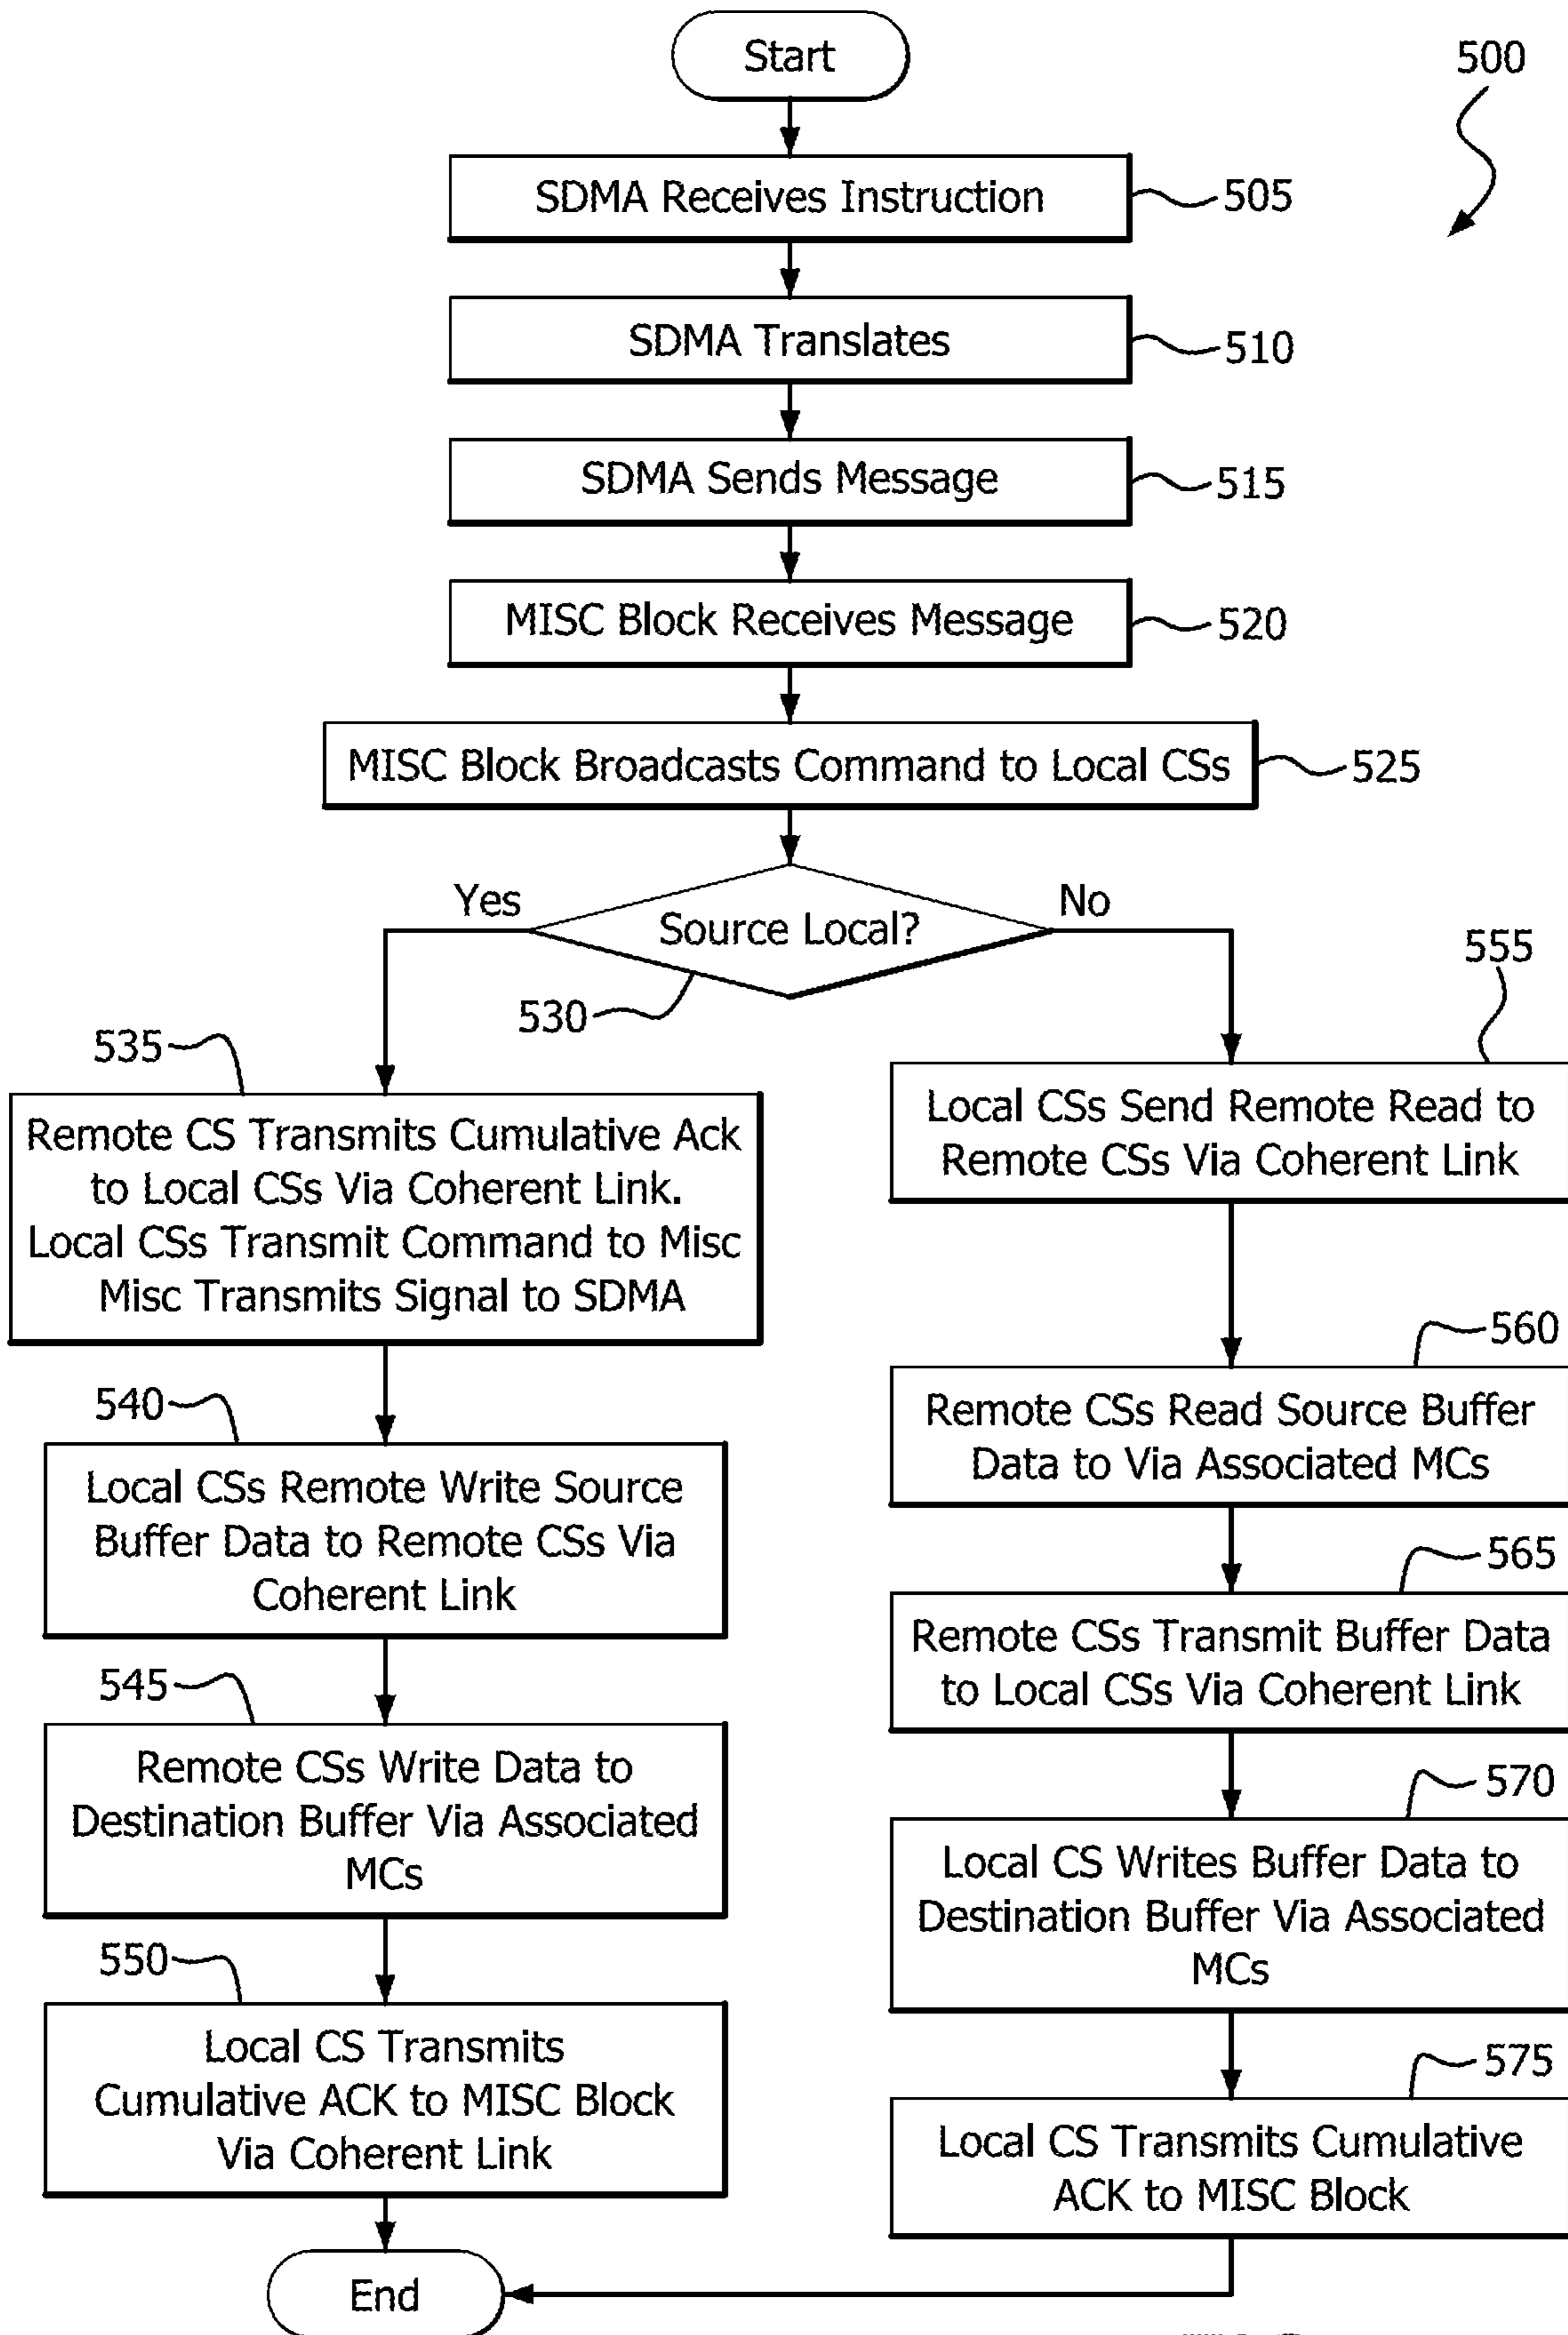 Start
500
SDMA Receives Instruction
505
SDMA Translates
510
SDMA Sends Message
515
MISC Block Receives Message
520
MISC Block Broadcasts Command to Local CSs
525
Yes
Source Local?
No
530
535
Remote CS Transmits Cumulative Ack
to Local CSs Via Coherent Link.
Local CSs Transmit Command to Misc
Misc Transmits Signal to SDMA
540
Local CSs Remote Write Source
Buffer Data to Remote CSs Via
Coherent Link
545
Remote CSs Write Data to
Destination Buffer Via Associated
MCs
550
Local CS Transmits
Cumulative ACK to MISC Block
Via Coherent Link
555
Local CSs Send Remote Read to
Remote CSs Via Coherent Link
560
Remote CSs Read Source Buffer
Data to Via Associated MCs
565
Remote CSs Transmit Buffer Data
to Local CSs Via Coherent Link
570
Local CS Writes Buffer Data to
Destination Buffer Via Associated
MCs
575
Local CS Transmits Cumulative
ACK to MISC Block
End